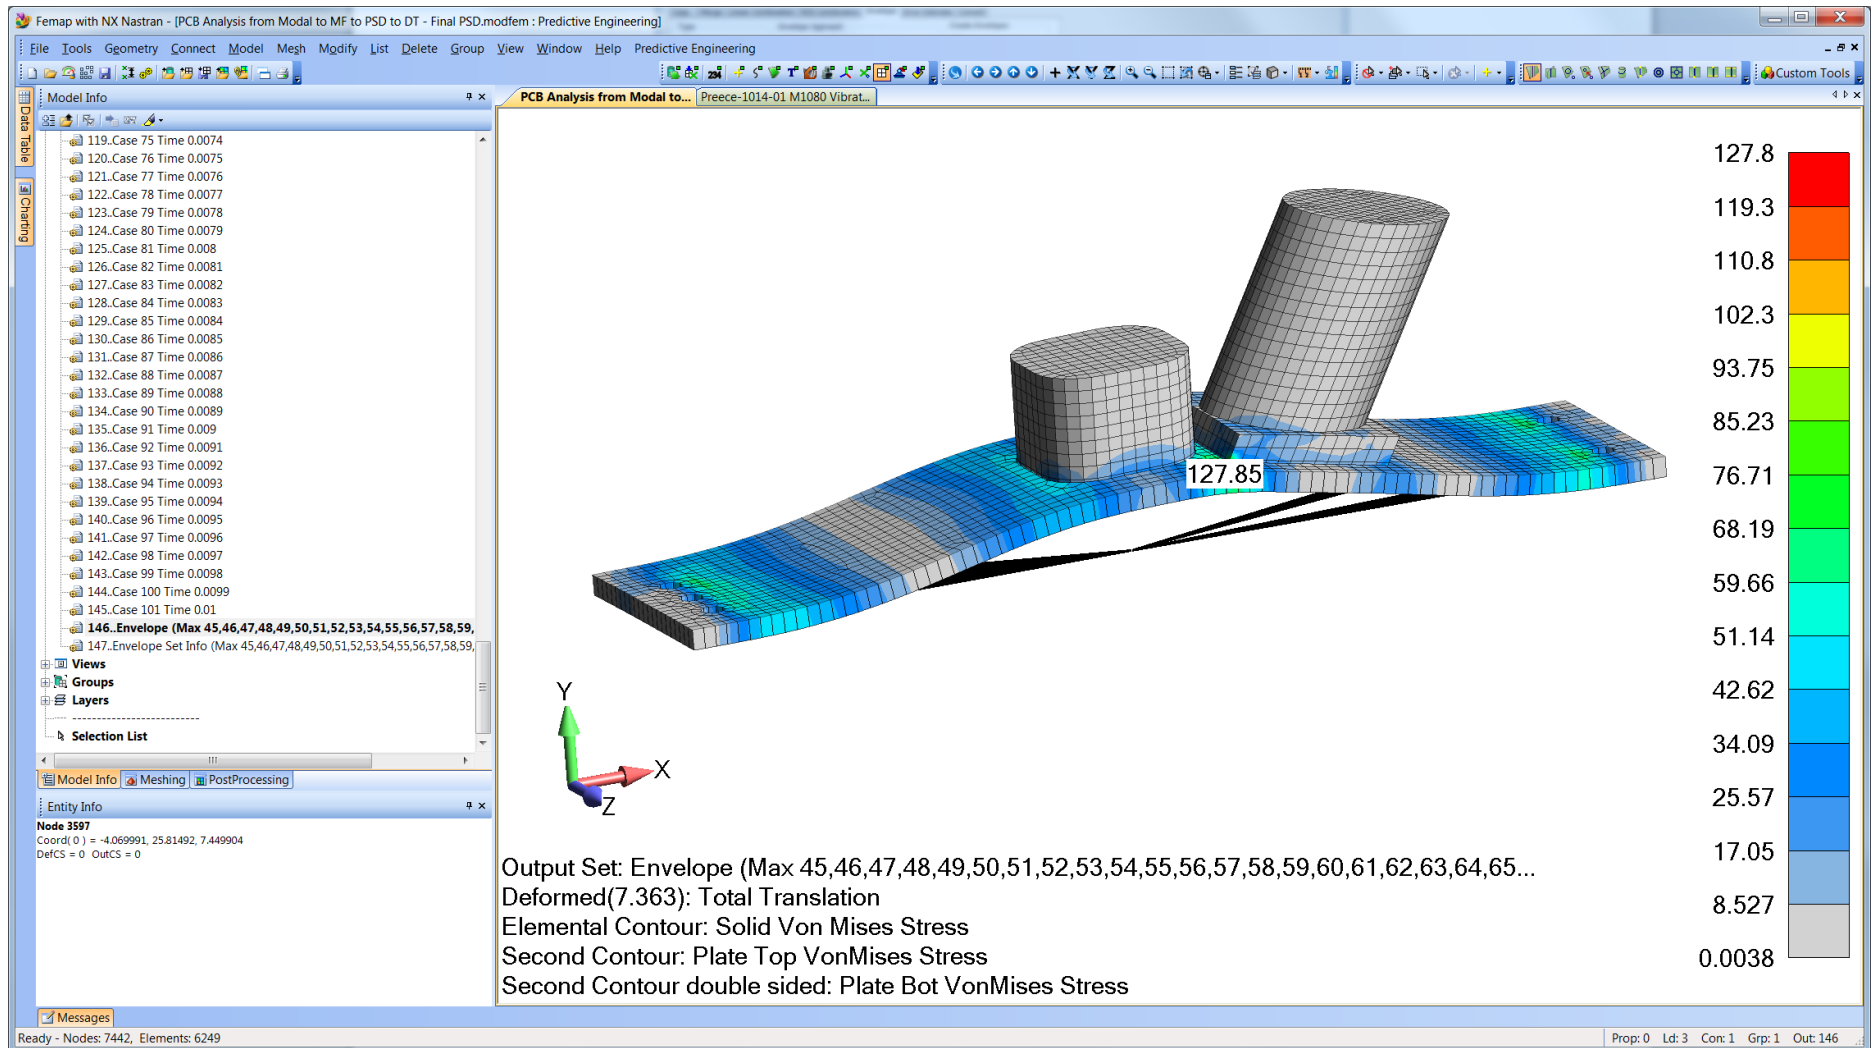 Femap with NX Nastran - [PCB Analysis from Modal to MF to PSD to DT - Final PSD.modfem : Predictive Engineering]
File Tools Geometry Connect Model Mesh Modify List Delete Group View Window Help Predictive Engineering
Custom Tools
Model Info
PCB Analysis from Modal to... Preece-1014-01 M1080 Vibrat...
Data Table
Charting
119..Case 75 Time 0.0074
120..Case 76 Time 0.0075
121..Case 77 Time 0.0076
122..Case 78 Time 0.0077
123..Case 79 Time 0.0078
124..Case 80 Time 0.0079
125..Case 81 Time 0.008
126..Case 82 Time 0.0081
127..Case 83 Time 0.0082
128..Case 84 Time 0.0083
129..Case 85 Time 0.0084
130..Case 86 Time 0.0085
131..Case 87 Time 0.0086
132..Case 88 Time 0.0087
133..Case 89 Time 0.0088
134..Case 90 Time 0.0089
135..Case 91 Time 0.009
136..Case 92 Time 0.0091
137..Case 93 Time 0.0092
138..Case 94 Time 0.0093
139..Case 95 Time 0.0094
140..Case 96 Time 0.0095
141..Case 97 Time 0.0096
142..Case 98 Time 0.0097
143..Case 99 Time 0.0098
144..Case 100 Time 0.0099
145..Case 101 Time 0.01
146..Envelope (Max 45,46,47,48,49,50,51,52,53,54,55,56,57,58,59,
147..Envelope Set Info (Max 45,46,47,48,49,50,51,52,53,54,55,56,57,58,59,
Views
Groups
Layers
--------------------------
Selection List
Model Info Meshing PostProcessing
Entity Info
Node 3597
Coord( 0 ) = -4.069991, 25.81492, 7.449904
DefCS = 0 OutCS = 0
127.85
Y
X
Z
127.8
119.3
110.8
102.3
93.75
85.23
76.71
68.19
59.66
51.14
42.62
34.09
25.57
17.05
8.527
0.0038
Output Set: Envelope (Max 45,46,47,48,49,50,51,52,53,54,55,56,57,58,59,60,61,62,63,64,65...
Deformed(7.363): Total Translation
Elemental Contour: Solid Von Mises Stress
Second Contour: Plate Top VonMises Stress
Second Contour double sided: Plate Bot VonMises Stress
Messages
Ready - Nodes: 7442, Elements: 6249
Prop: 0 Ld: 3 Con: 1 Grp: 1 Out: 146